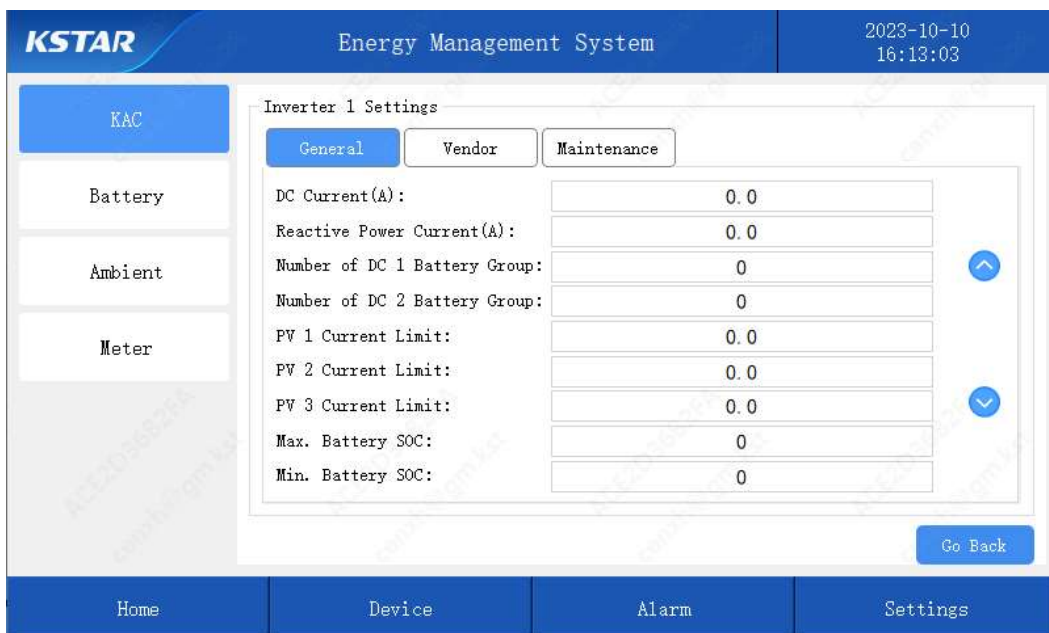 KSTAR
Energy Management System
2023-10-10
16:13:03
KAC
Battery
Ambient
Meter
Inverter 1 Settings
General Vendor Maintenance
DC Current(A): 0.0
Reactive Power Current(A): 0.0
Number of DC 1 Battery Group: 0
Number of DC 2 Battery Group: 0
PV 1 Current Limit: 0.0
PV 2 Current Limit: 0.0
PV 3 Current Limit: 0.0
Max. Battery SOC: 0
Min. Battery SOC: 0
Go Back
Home Device Alarm Settings